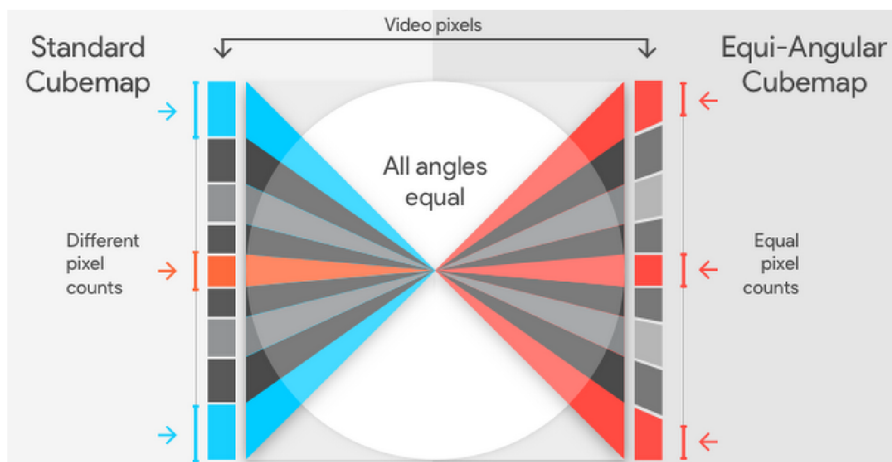 Video pixels
Standard
Cubemap
Equi-Angular
Cubemap
All angles
equal
Different
pixel
counts
Equal
pixel
counts